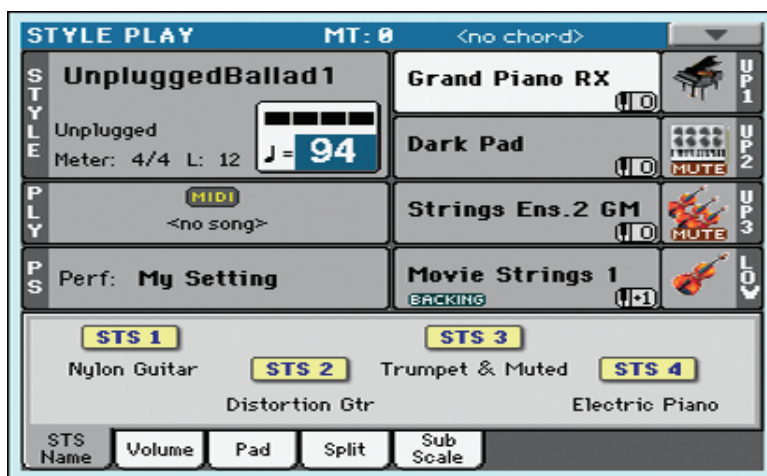 STYLE PLAY MT: 0 <no chord>
STYLE
UnpluggedBallad1
Unplugged
Meter: 4/4 L: 12 ♩= 94
Grand Piano RX
0
UP1
Dark Pad
0
MUTE
UP2
PLY
MIDI
<no song>
Strings Ens.2 GM
0
MUTE
UP3
PS
Perf: My Setting
Movie Strings 1
BACKING
+1
LOW
STS 1
Nylon Guitar
STS 2
Distortion Gtr
STS 3
Trumpet & Muted
STS 4
Electric Piano
STS Name
Volume
Pad
Split
Sub Scale